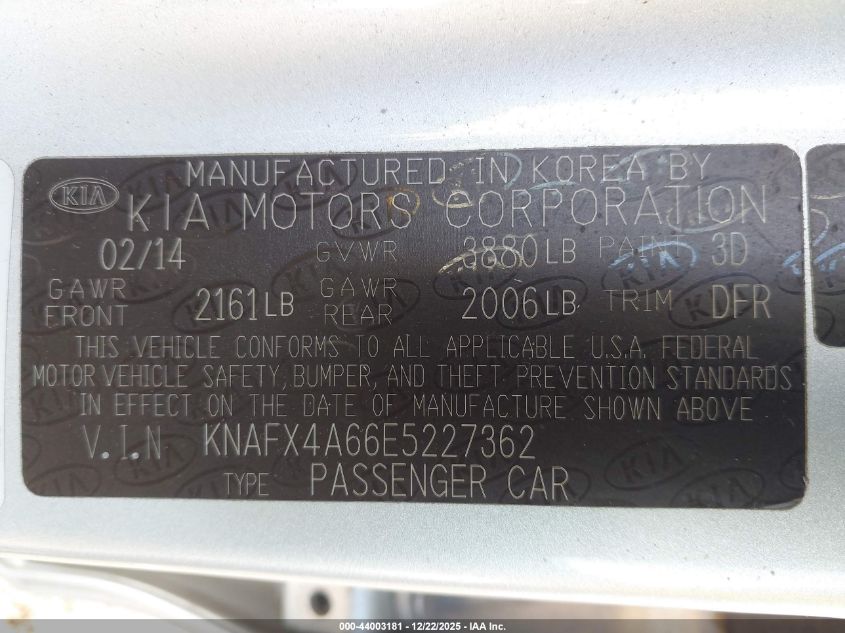 MANUFACTURED IN KOREA BY
KIA KIA MOTORS CORPORATION
02/14 GVWR 3880LB PAINT 3D
GAWR FRONT 2161LB GAWR REAR 2006LB TRIM DFR
THIS VEHICLE CONFORMS TO ALL APPLICABLE U.S.A. FEDERAL
MOTOR VEHICLE SAFETY, BUMPER, AND THEFT PREVENTION STANDARDS
IN EFFECT ON THE DATE OF MANUFACTURE SHOWN ABOVE
V.I.N KNAFX4A66E5227362
TYPE PASSENGER CAR
000-44003181 - 12/22/2025 - IAA Inc.